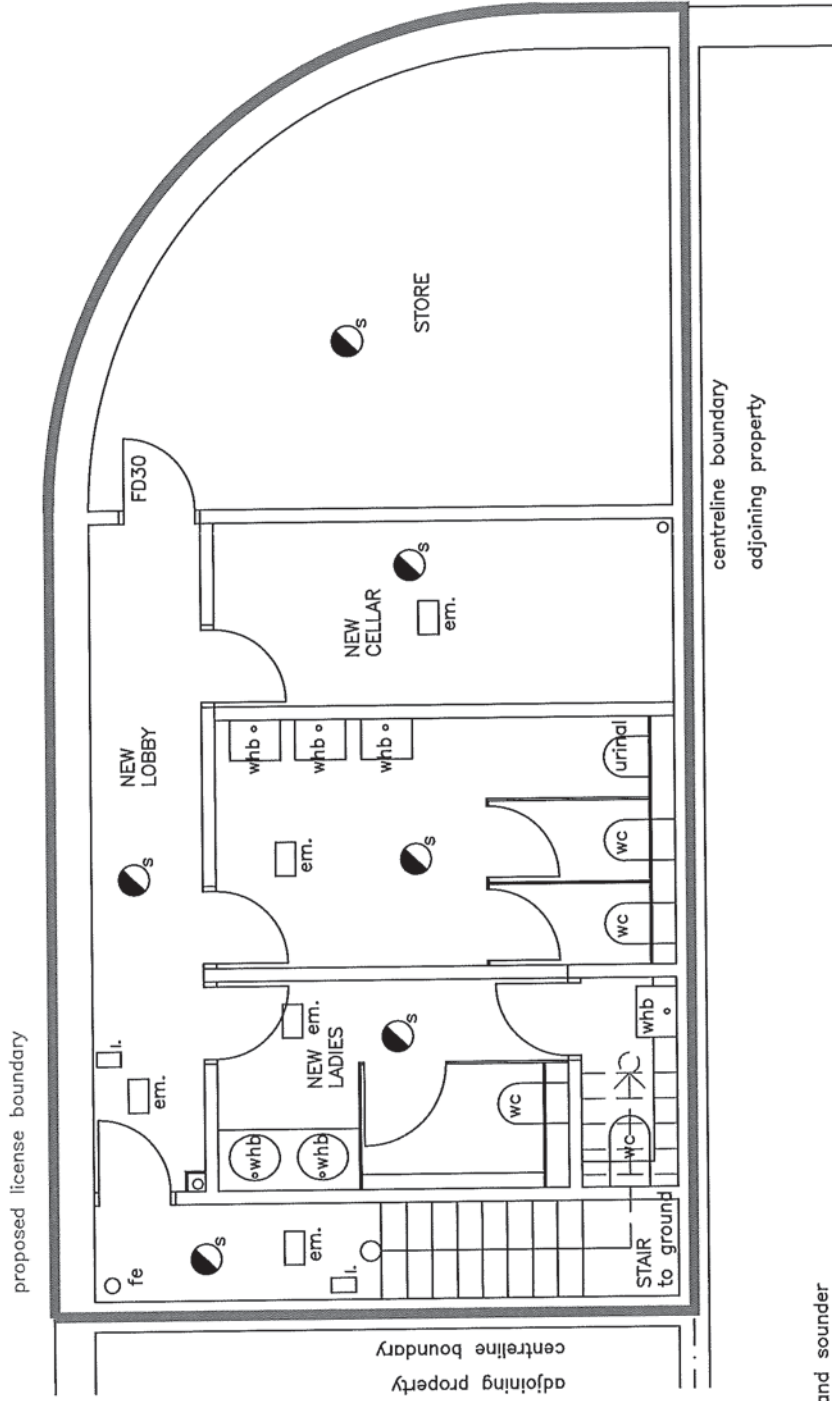 proposed license boundary
STORE
s
FD30
NEW
LOBBY
s
NEW
CELLAR
s
em.
whb
whb
whb
em.
s
urinal
wc
wc
NEW
LADIES
em.
s
whb
whb
wc
whb
wc
l.
em.
fe
s
em.
l.
STAIR
to ground
centreline boundary
adjoining property
centreline boundary
adjoining property
and sounder